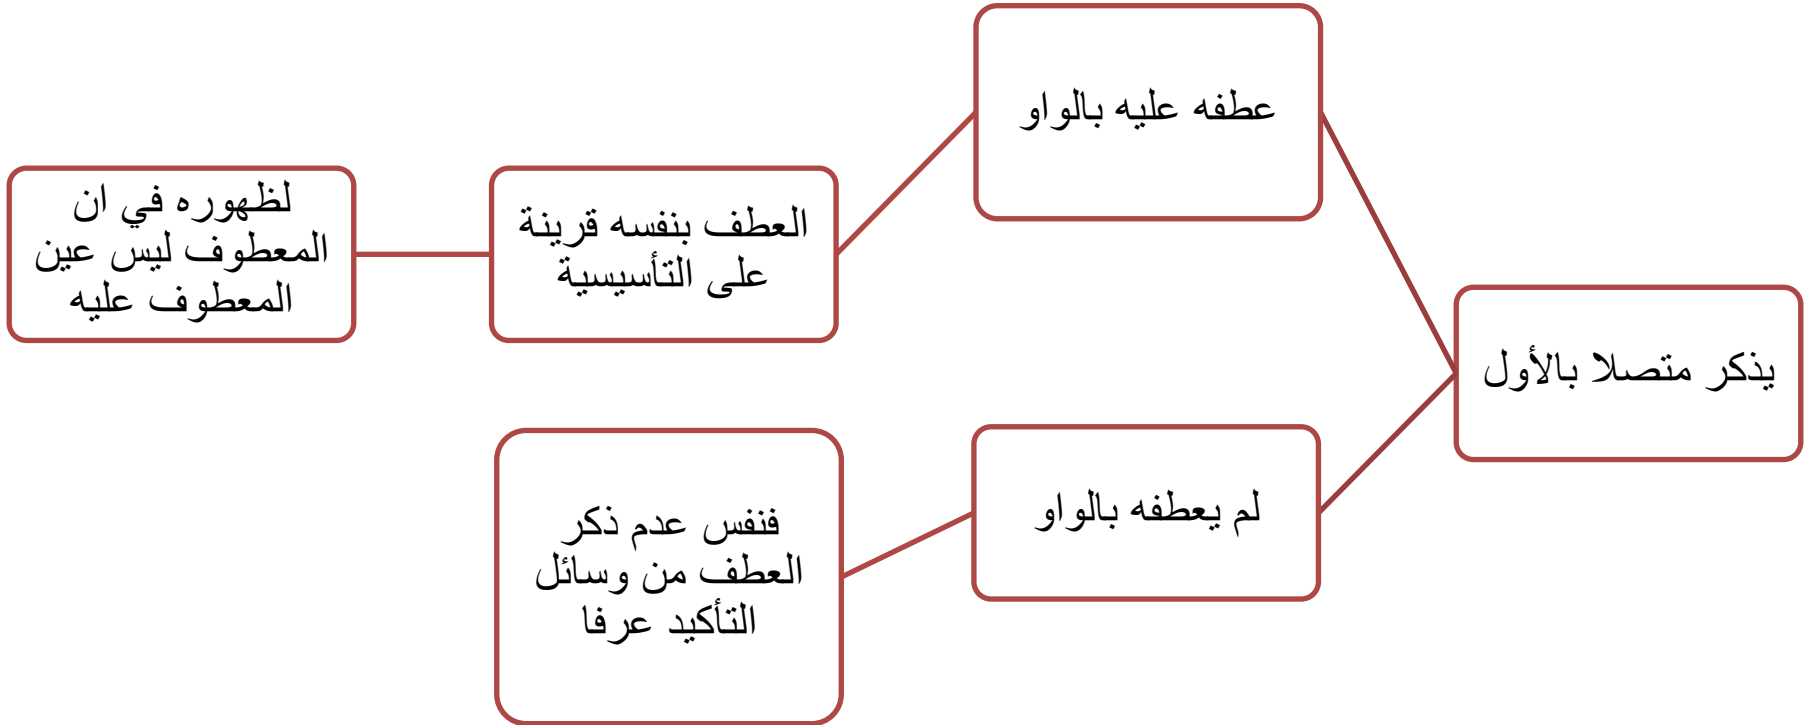 يذكر متصلا بالأول
عطفه عليه بالواو
العطف بنفسه قرينة
على التأسيسية
لظهوره في ان
المعطوف ليس عين
المعطوف عليه
لم يعطفه بالواو
فنفس عدم ذكر
العطف من وسائل
التأكيد عرفا